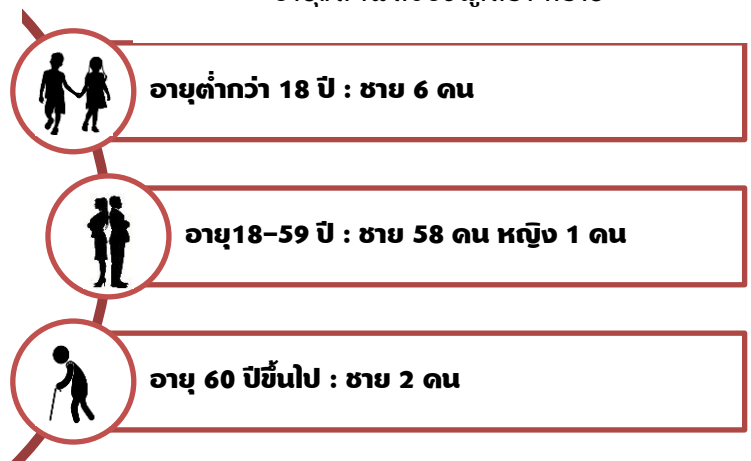 อายุต่ำกว่า 18 ปี : ชาย 6 คน
อายุ18-59 ปี : ชาย 58 คน หญิง 1 คน
อายุ 60 ปีขึ้นไป : ชาย 2 คน